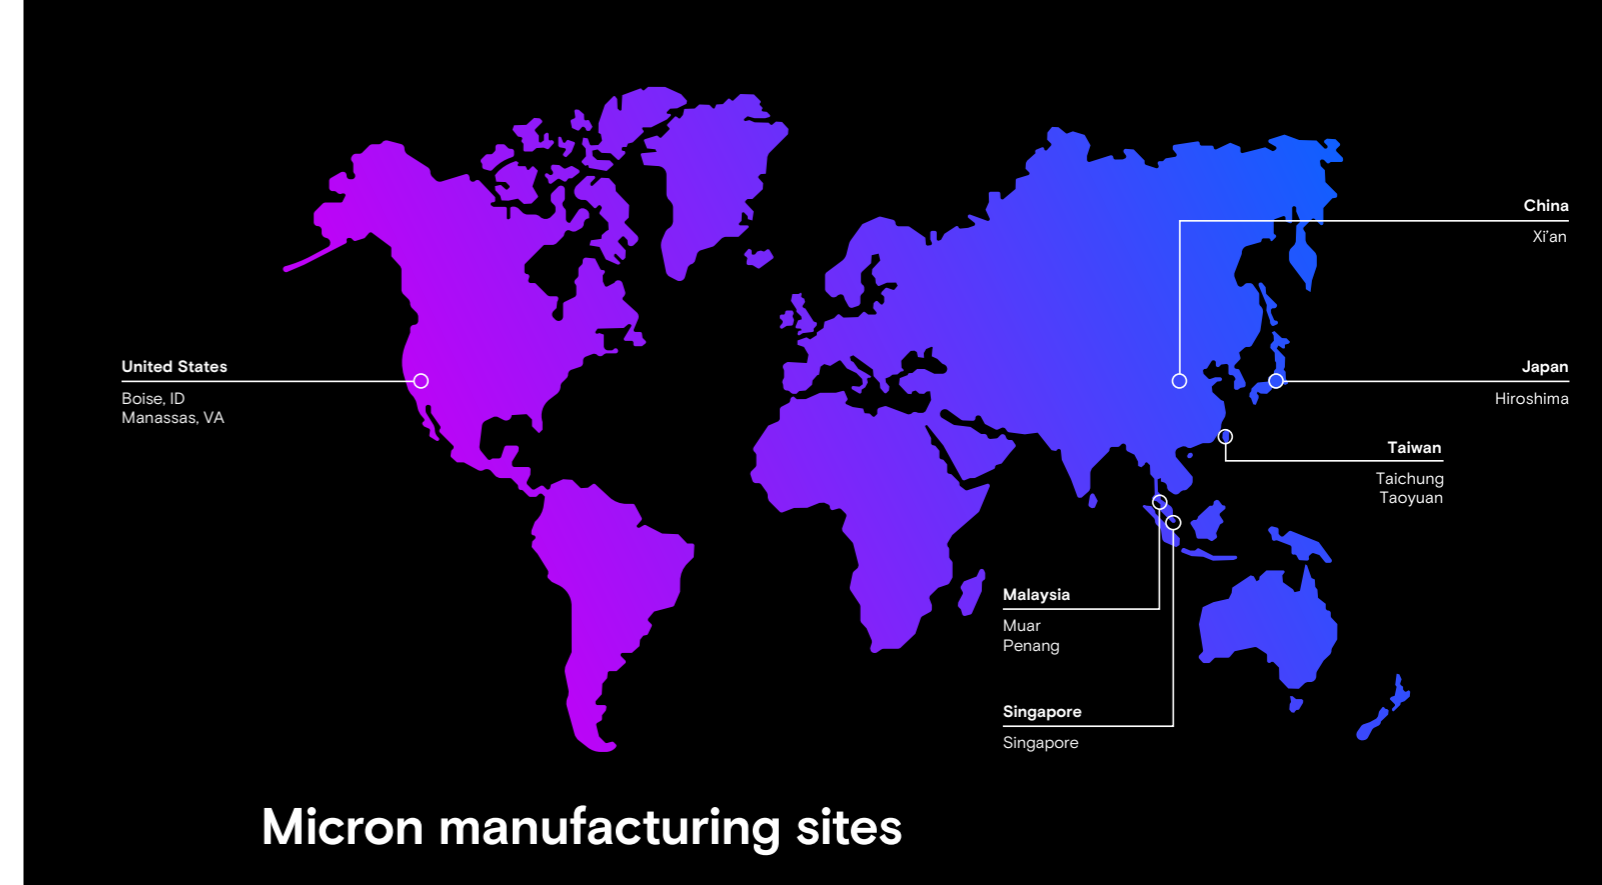 China
Xi’an
United States
Boise, ID
Manassas, VA
Japan
Hiroshima
Taiwan
Taichung
Taoyuan
Malaysia
Muar
Penang
Singapore
Singapore
Micron manufacturing sites